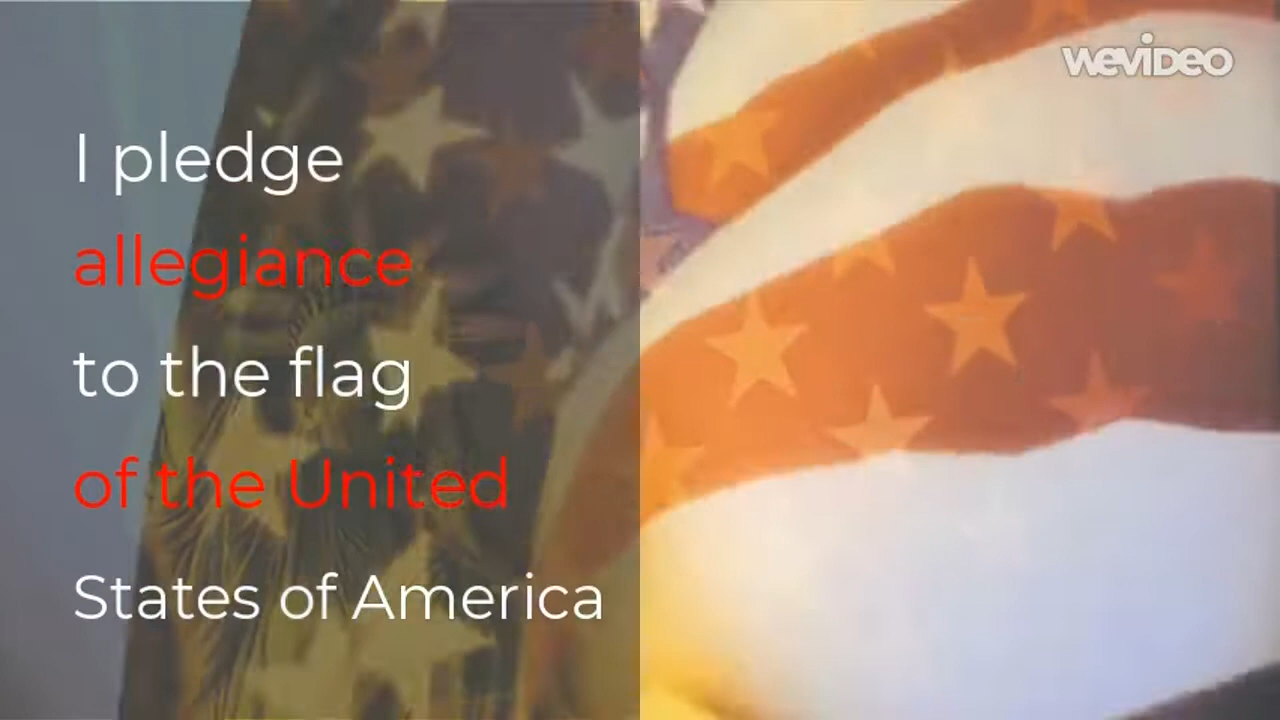 I pledge
allegiance
to the flag
of the United
States of America
WEVIDEO